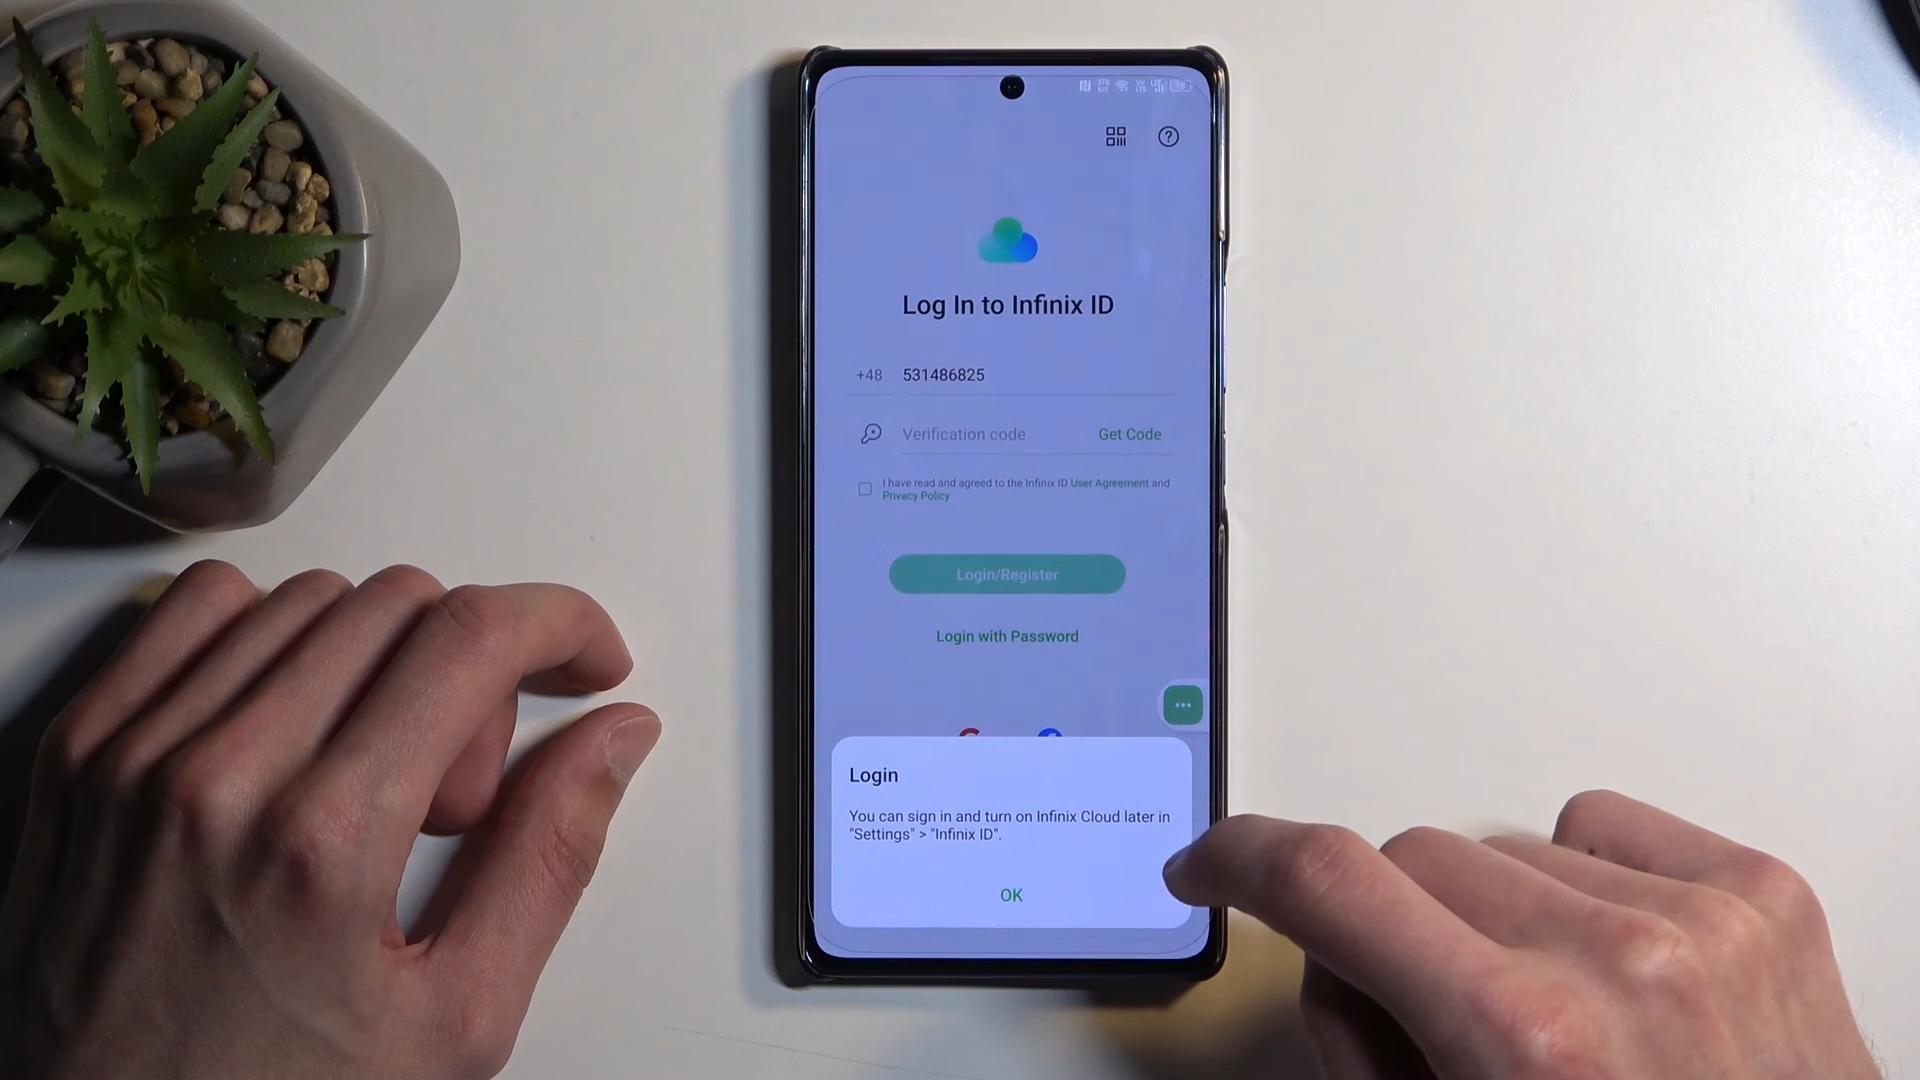 Log In to Infinix ID
+48 531486825
Verification code Get Code
I have read and agreed to the Infinix ID User Agreement and
Privacy Policy
Login/Register
Login with Password
Login
You can sign in and turn on Infinix Cloud later in
"Settings" > "Infinix ID".
OK